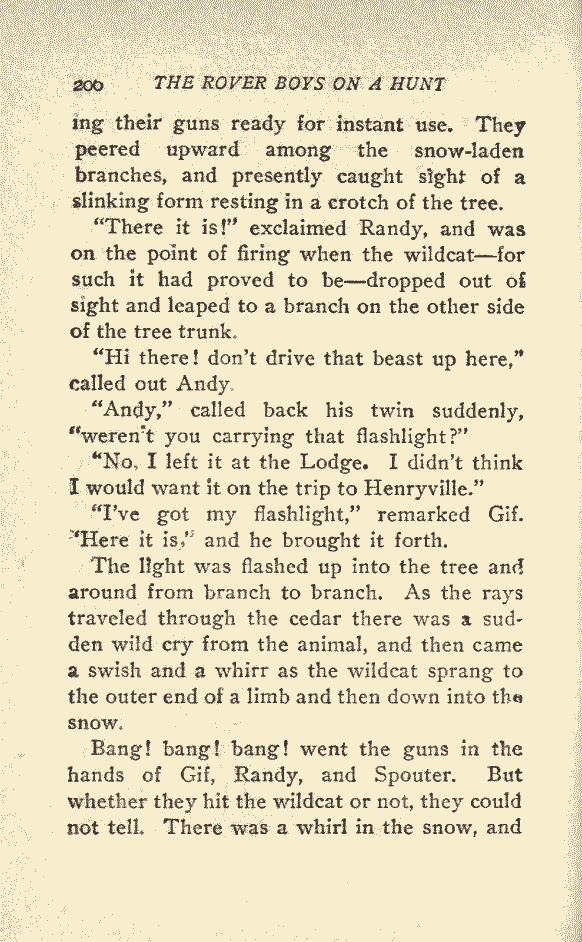 200 THE ROVER BOYS ON A HUNT
ing their guns ready for instant use. They
peered upward among the snow-laden
branches, and presently caught sight of a
slinking form resting in a crotch of the tree.
“There it is!” exclaimed Randy, and was
on the point of firing when the wildcat—for
such it had proved to be—dropped out of
sight and leaped to a branch on the other side
of the tree trunk.
“Hi there! don’t drive that beast up here,”
called out Andy.
“Andy,” called back his twin suddenly,
“weren’t you carrying that flashlight?”
“No, I left it at the Lodge. I didn’t think
I would want it on the trip to Henryville.”
“I’ve got my flashlight,” remarked Gif.
“Here it is,” and he brought it forth.
The light was flashed up into the tree and
around from branch to branch. As the rays
traveled through the cedar there was a sud-
den wild cry from the animal, and then came
a swish and a whirr as the wildcat sprang to
the outer end of a limb and then down into the
snow.
Bang! bang! bang! went the guns in the
hands of Gif, Randy, and Spouter. But
whether they hit the wildcat or not, they could
not tell. There was a whirl in the snow, and